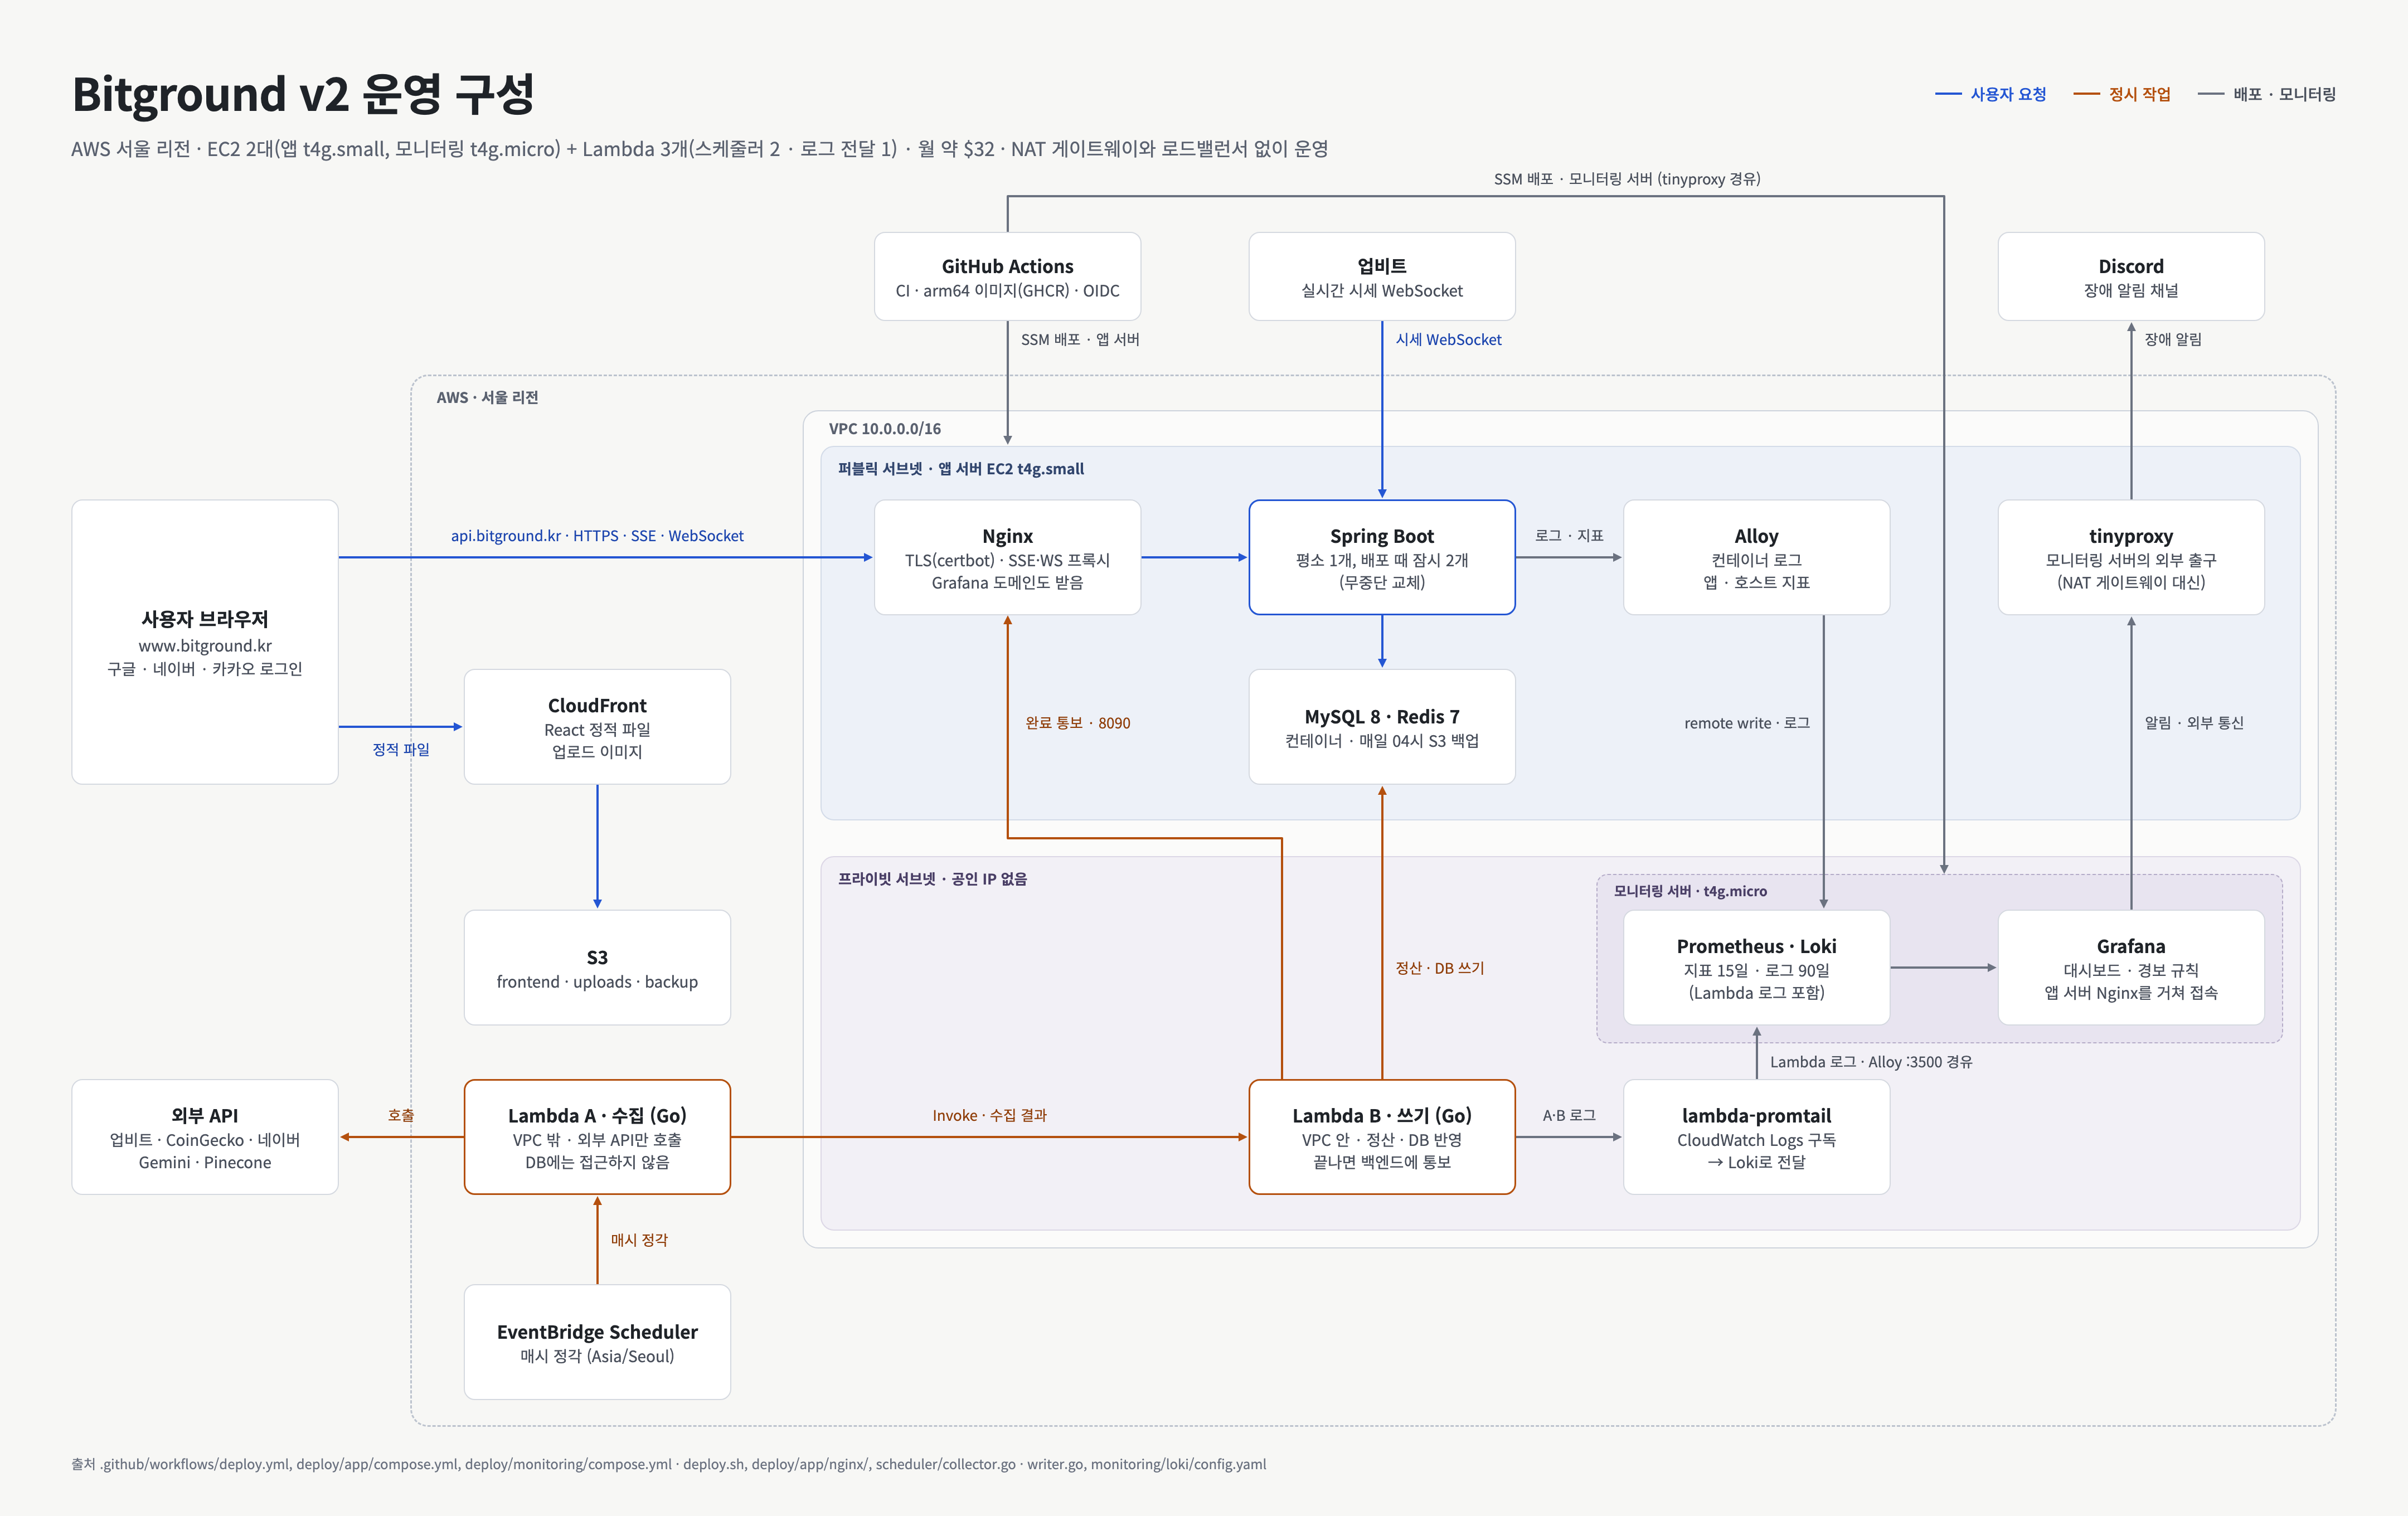 Bitground v2 운영 구성
사용자 요청
정시 작업
배포 · 모니터링
AWS 서울 리전 · EC2 2대(앱 t4g.small, 모니터링 t4g.micro) + Lambda 3개(스케줄러 2 · 로그 전달 1) · 월 약 $32 · NAT 게이트웨이와 로드밸런서 없이 운영
SSM 배포 · 모니터링 서버 (tinyproxy 경유)
GitHub Actions
CI · arm64 이미지(GHCR) · OIDC
업비트
실시간 시세 WebSocket
Discord
장애 알림 채널
SSM 배포 · 앱 서버
시세 WebSocket
장애 알림
AWS · 서울 리전
VPC 10.0.0.0/16
퍼블릭 서브넷 · 앱 서버 EC2 t4g.small
사용자 브라우저
www.bitground.kr
구글 · 네이버 · 카카오 로그인
api.bitground.kr · HTTPS · SSE · WebSocket
Nginx
TLS(certbot) · SSE·WS 프록시
Grafana 도메인도 받음
Spring Boot
평소 1개, 배포 때 잠시 2개
(무중단 교체)
로그 · 지표
Alloy
컨테이너 로그
앱 · 호스트 지표
tinyproxy
모니터링 서버의 외부 출구
(NAT 게이트웨이 대신)
정적 파일
CloudFront
React 정적 파일
업로드 이미지
완료 통보 · 8090
MySQL 8 · Redis 7
컨테이너 · 매일 04시 S3 백업
remote write · 로그
알림 · 외부 통신
프라이빗 서브넷 · 공인 IP 없음
모니터링 서버 · t4g.micro
S3
frontend · uploads · backup
정산 · DB 쓰기
Prometheus · Loki
지표 15일 · 로그 90일
(Lambda 로그 포함)
Grafana
대시보드 · 경보 규칙
앱 서버 Nginx를 거쳐 접속
Lambda 로그 · Alloy :3500 경유
외부 API
업비트 · CoinGecko · 네이버
Gemini · Pinecone
호출
Lambda A · 수집 (Go)
VPC 밖 · 외부 API만 호출
DB에는 접근하지 않음
Invoke · 수집 결과
Lambda B · 쓰기 (Go)
VPC 안 · 정산 · DB 반영
끝나면 백엔드에 통보
A·B 로그
lambda-promtail
CloudWatch Logs 구독
→ Loki로 전달
매시 정각
EventBridge Scheduler
매시 정각 (Asia/Seoul)
출처 .github/workflows/deploy.yml, deploy/app/compose.yml, deploy/monitoring/compose.yml · deploy.sh, deploy/app/nginx/, scheduler/collector.go · writer.go, monitoring/loki/config.yaml